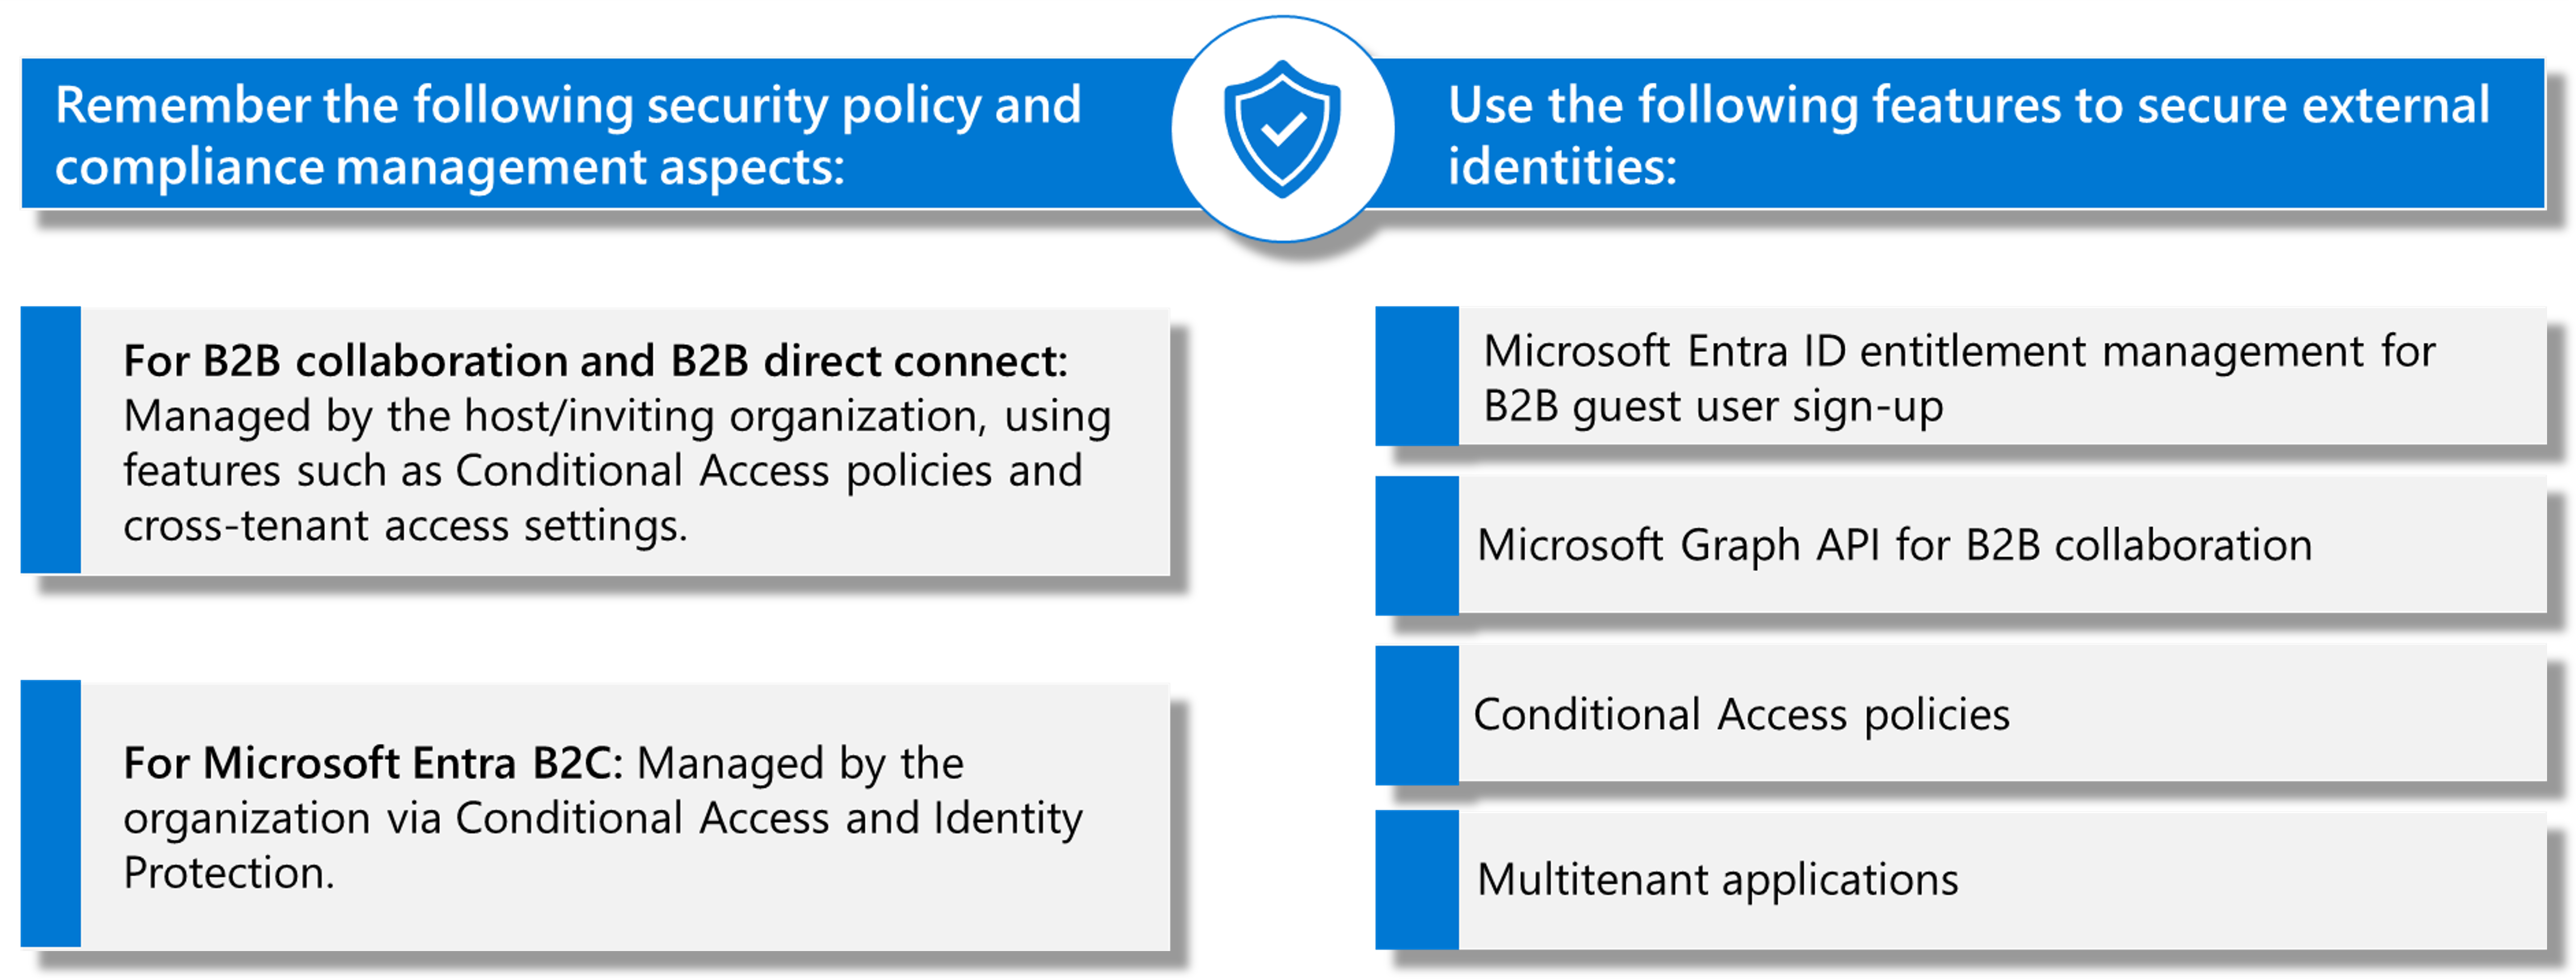 Remember the following security policy and
compliance management aspects:
Use the following features to secure external
identities:
For B2B collaboration and B2B direct connect:
Managed by the host/inviting organization, using
features such as Conditional Access policies and
cross-tenant access settings.
For Microsoft Entra B2C: Managed by the
organization via Conditional Access and Identity
Protection.
Microsoft Entra ID entitlement management for
B2B guest user sign-up
Microsoft Graph API for B2B collaboration
Conditional Access policies
Multitenant applications